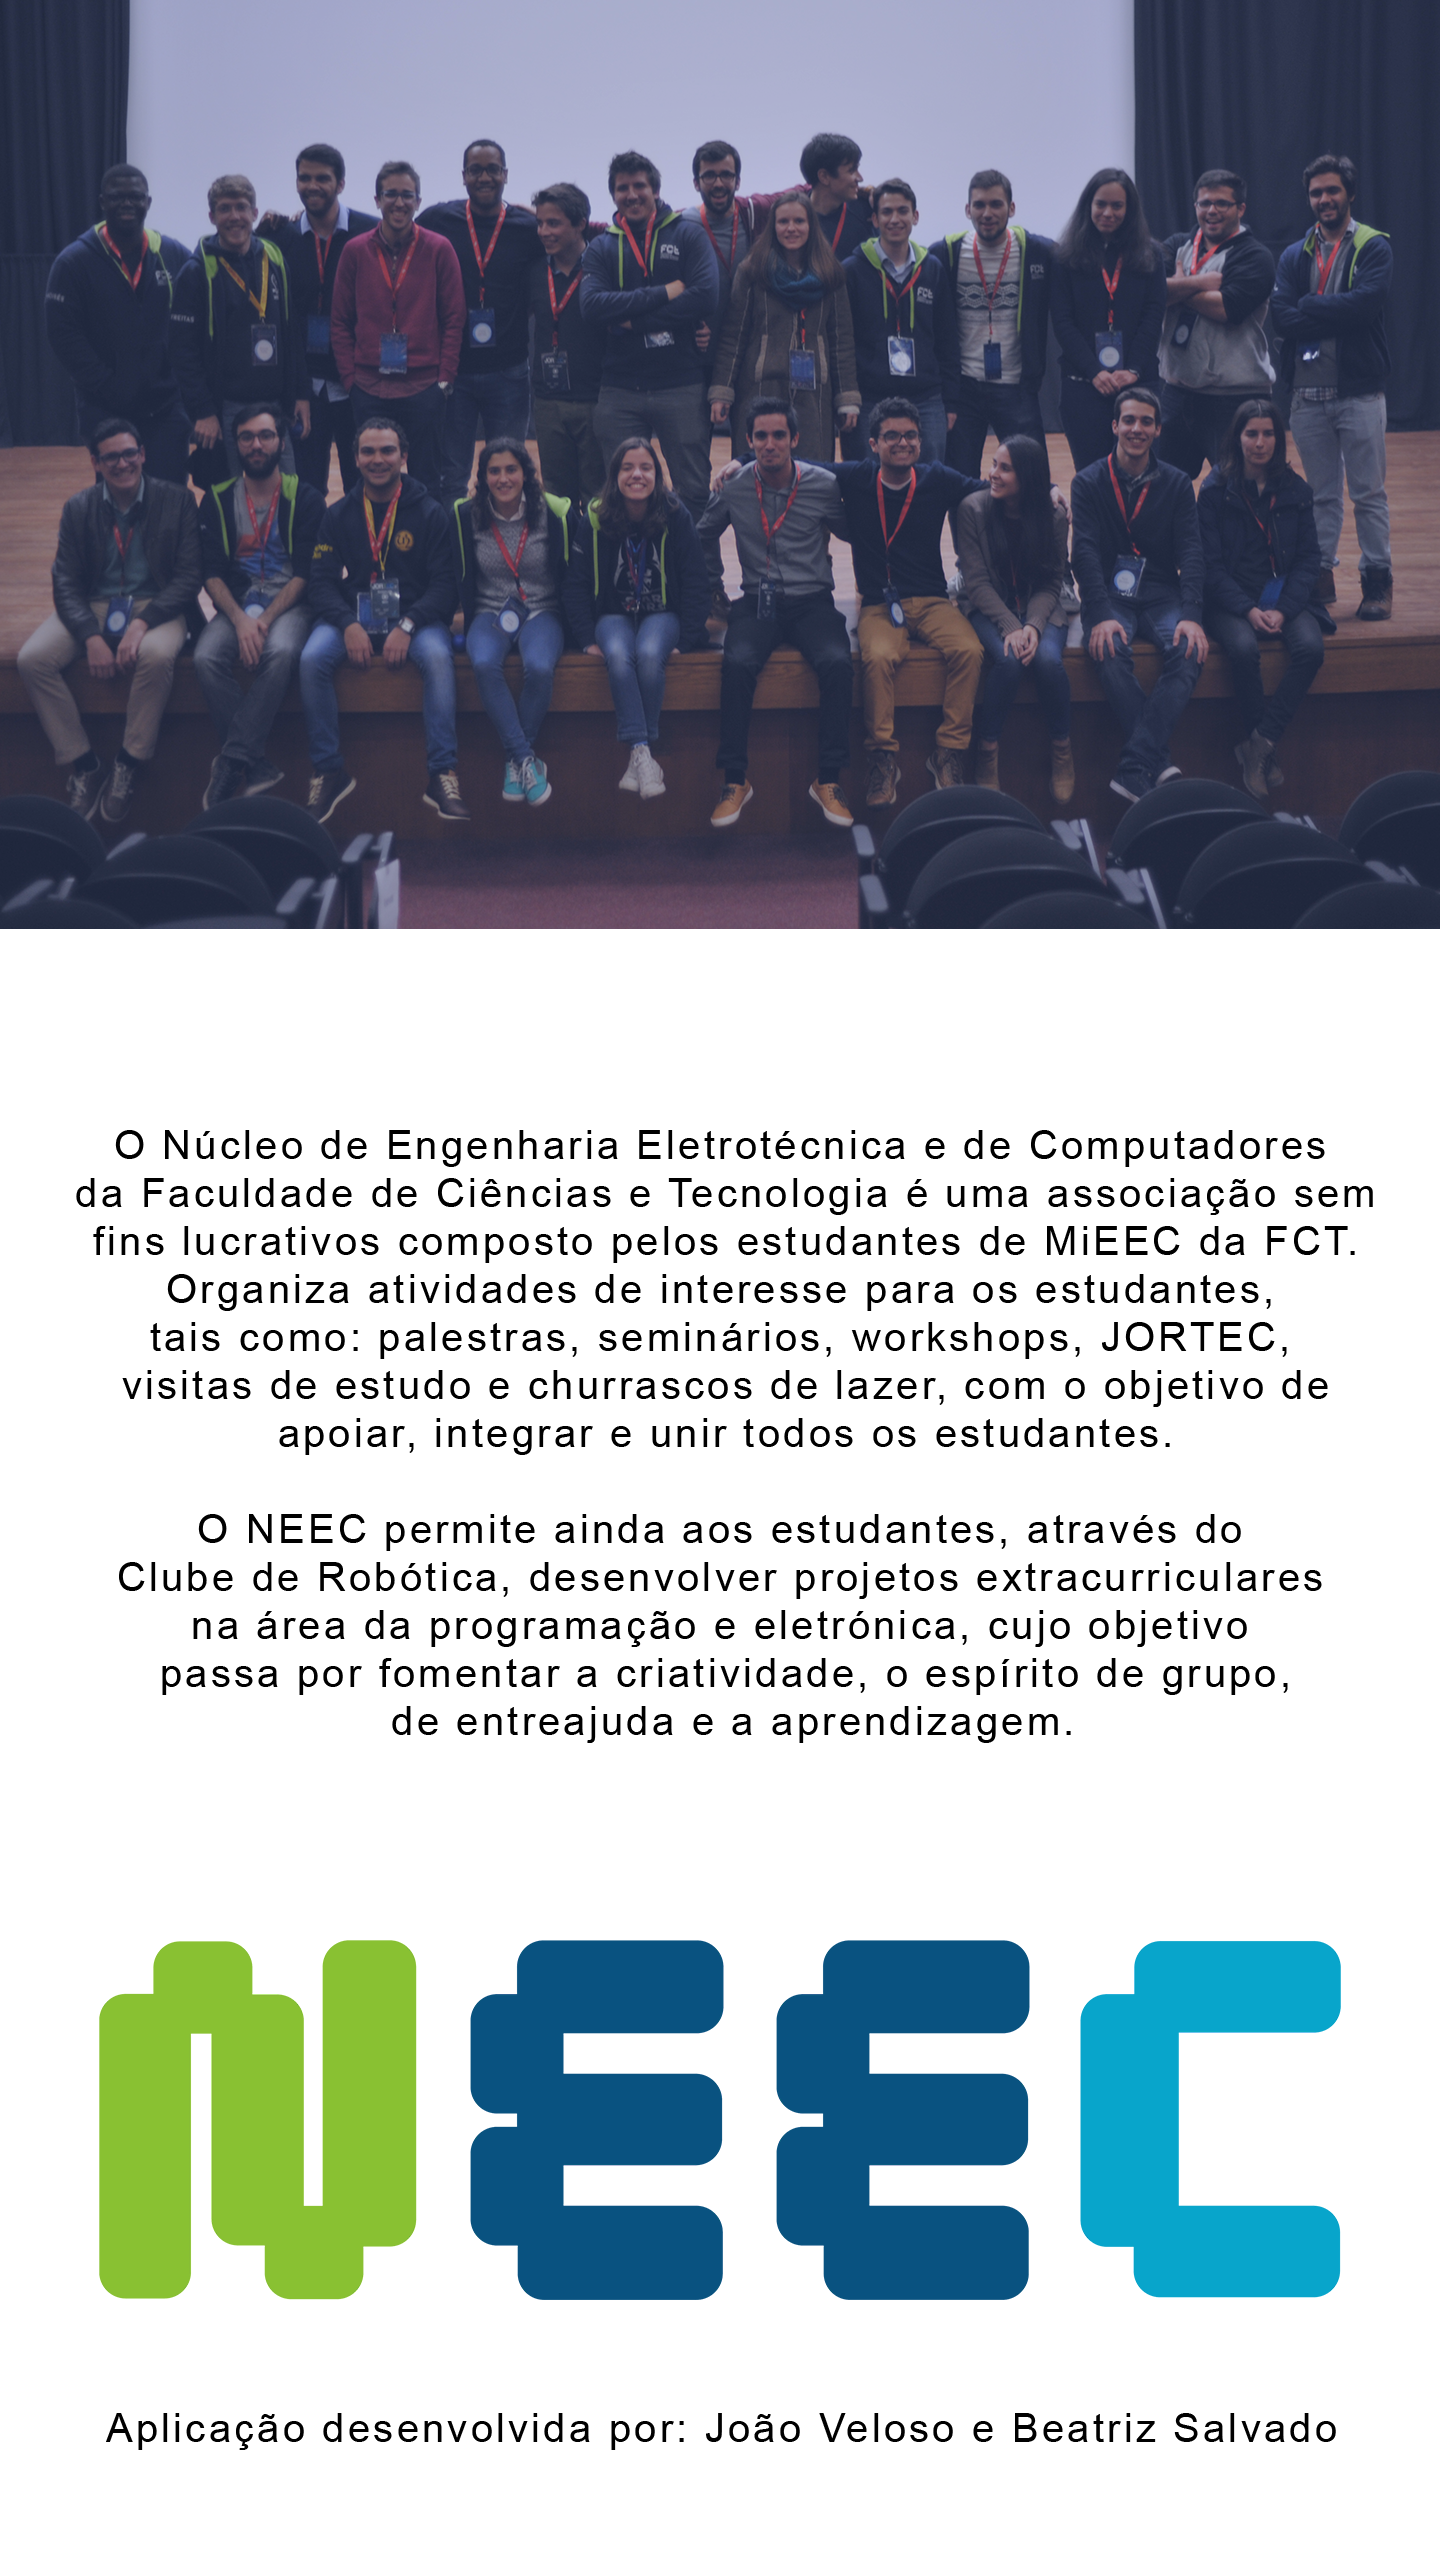 FCT
FCT
FCT
O Núcleo de Engenharia Eletrotécnica e de Computadores
da Faculdade de Ciências e Tecnologia é uma associação sem
fins lucrativos composto pelos estudantes de MiEEC da FCT.
Organiza atividades de interesse para os estudantes,
tais como: palestras, seminários, workshops, JORTEC,
visitas de estudo e churrascos de lazer, com o objetivo de
apoiar, integrar e unir todos os estudantes.
O NEEC permite ainda aos estudantes, através do
Clube de Robótica, desenvolver projetos extracurriculares
na área da programação e eletrónica, cujo objetivo
passa por fomentar a criatividade, o espírito de grupo,
de entreajuda e a aprendizagem.
NEEC
Aplicação desenvolvida por: João Veloso e Beatriz Salvado